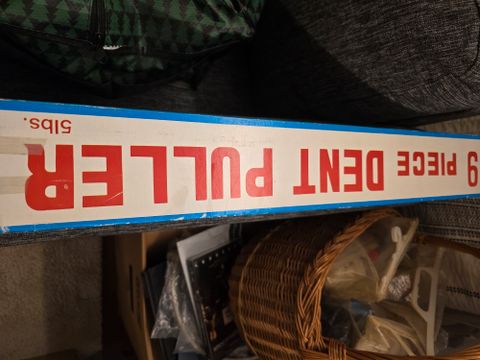 9 PIECE DENT PULLER
5lbs.